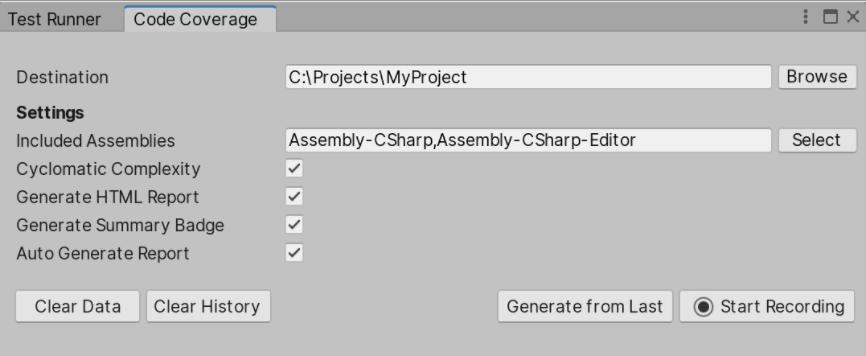 Test Runner Code Coverage
Destination C:\Projects\MyProject Browse
Settings
Included Assemblies Assembly-CSharp,Assembly-CSharp-Editor Select
Cyclomatic Complexity
Generate HTML Report
Generate Summary Badge
Auto Generate Report
Clear Data Clear History Generate from Last Start Recording